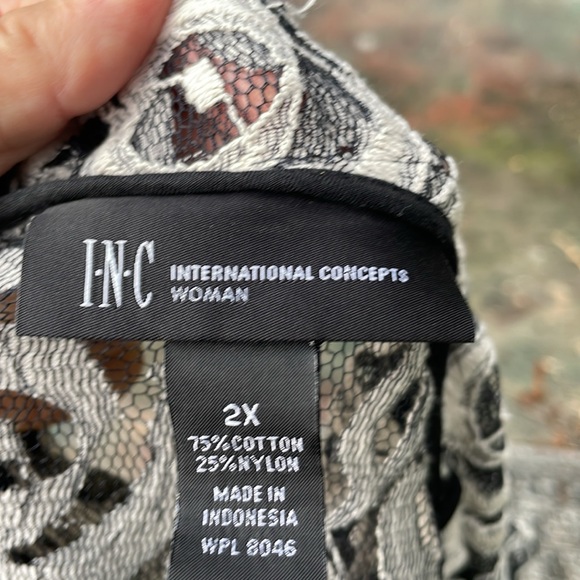 I·N·C INTERNATIONAL CONCEPTS
WOMAN
2X
75%COTTON
25%NYLON
MADE IN
INDONESIA
WPL 8046